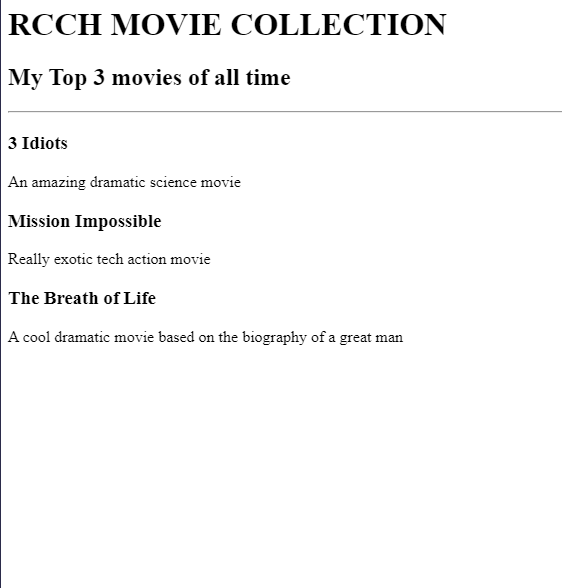 RCCH MOVIE COLLECTION
My Top 3 movies of all time
3 Idiots
An amazing dramatic science movie
Mission Impossible
Really exotic tech action movie
The Breath of Life
A cool dramatic movie based on the biography of a great man